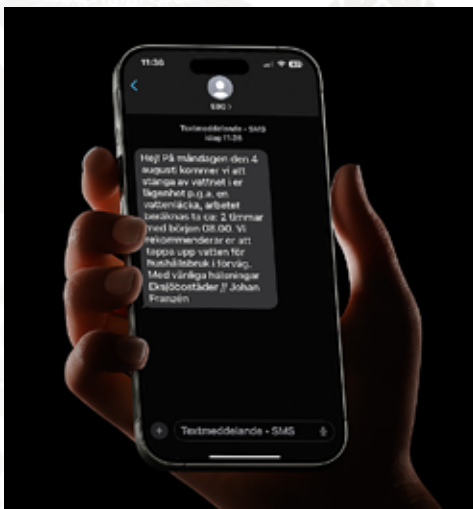 11:36
SBO >
Textmeddelande • SMS
idag 11:26
Hej! På måndagen den 4
augusti kommer vi att
stänga av vattnet i er
lägenhet p.g.a. en
vattenläcka, arbetet
beräknas ta ca: 2 timmar
med början 08.00. Vi
rekommenderar er att
tappa upp vatten för
hushållsbruk i förväg.
Med vänliga hälsningar
Eksjöbostäder // Johan
Franzén
Textmeddelande • SMS